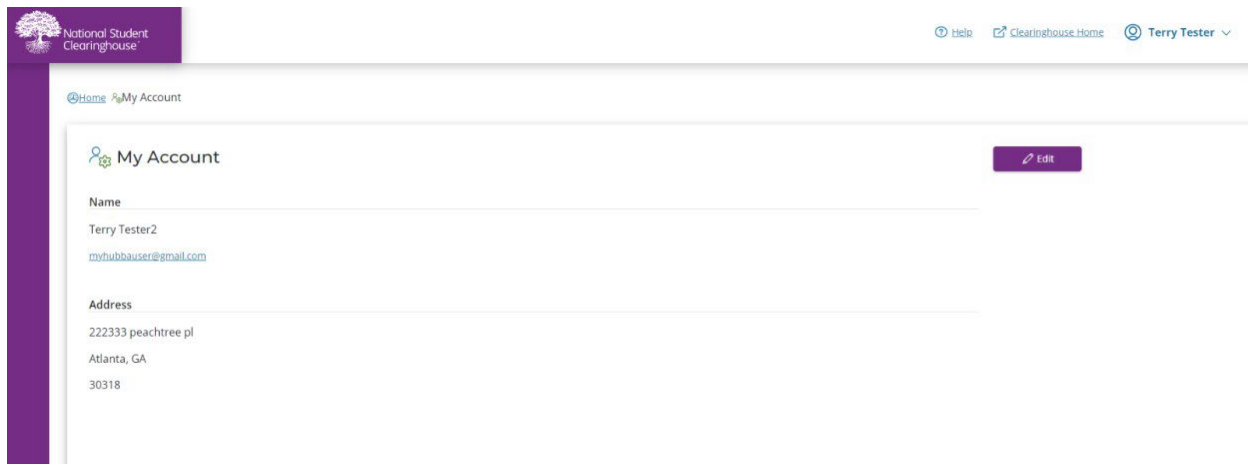 National Student
Clearinghouse
Help Clearinghouse Home Terry Tester
Home My Account
My Account
Edit
Name
Terry Tester2
myhubbauser@gmail.com
Address
222333 peachtree pl
Atlanta, GA
30318